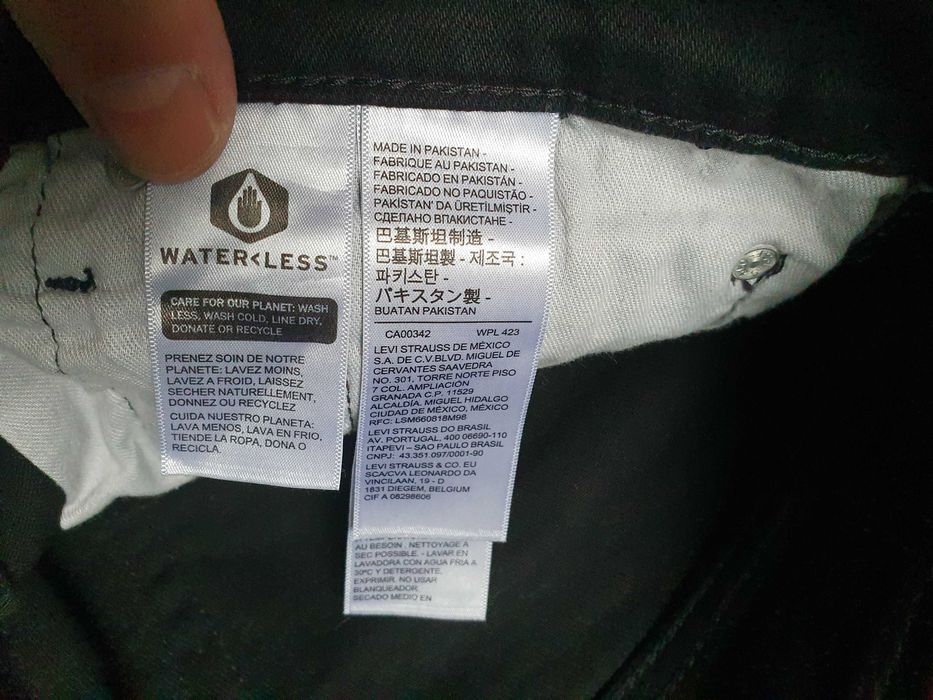 WATER<LESS™
CARE FOR OUR PLANET: WASH
LESS, WASH COLD, LINE DRY,
DONATE OR RECYCLE
PRENEZ SOIN DE NOTRE
PLANETE: LAVEZ MOINS,
LAVEZ A FROID, LAISSEZ
SECHER NATURELLEMENT,
DONNEZ OU RECYCLEZ
CUIDA NUESTRO PLANETA:
LAVA MENOS, LAVA EN FRIO,
TIENDE LA ROPA, DONA O
RECICLA.
MADE IN PAKISTAN -
FABRIQUE AU PAKISTAN -
FABRICADO EN PAKISTÁN -
FABRICADO NO PAQUISTÃO -
PAKİSTAN' DA ÜRETİLMİŞTİR -
СДЕЛАНО ВПАКИСТАНЕ -
巴基斯坦制造 -
巴基斯坦製 - 제조국 :
파키스탄 -
パキスタン製 -
BUATAN PAKISTAN
CA00342 WPL 423
LEVI STRAUSS DE MÉXICO
S.A. DE C.V.BLVD. MIGUEL DE
CERVANTES SAAVEDRA
NO. 301, TORRE NORTE PISO
7 COL. AMPLIACIÓN
GRANADA C.P. 11529
ALCALDÍA. MIGUEL HIDALGO
CIUDAD DE MÉXICO, MÉXICO
RFC: LSM660818M98
LEVI STRAUSS DO BRASIL
AV. PORTUGAL, 400 06690-110
ITAPEVI – SAO PAULO BRASIL
CNPJ: 43.351.097/0001-90
LEVI STRAUSS & CO. EU
SCA/CVA LEONARDO DA
VINCILAAN, 19 - D
1831 DIEGEM, BELGIUM
CIF A 08298606
AU BESOIN . NETTOYAGE A
SEC POSSIBLE. - LAVAR EN
LAVADORA CON AGUA FRIA A
30ºC Y DETERGENTE,
EXPRIMIR. NO USAR
BLANQUEADOR
SECADO MEDIO EN